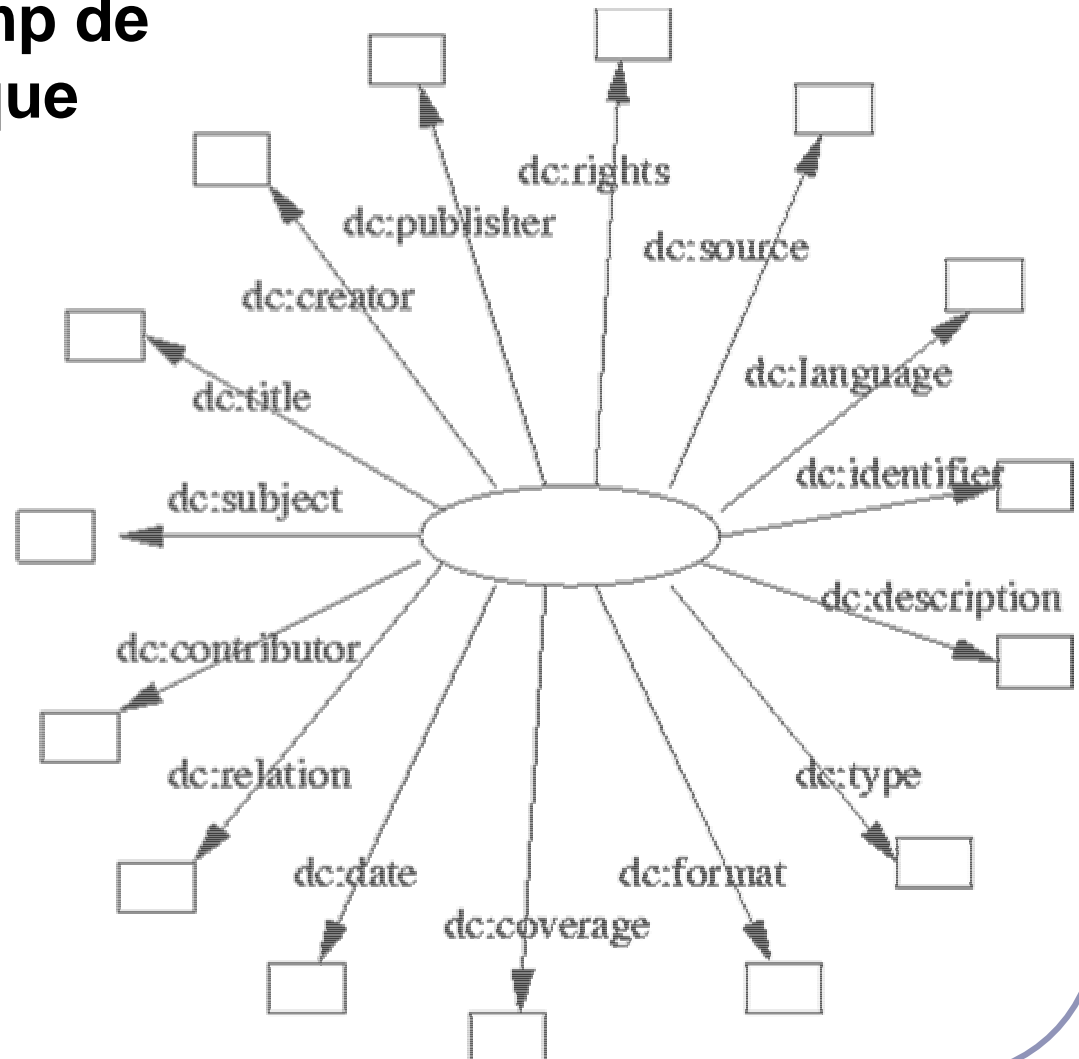 mp de
que
dc:rights
dc:publisher
dc:source
dc:creator
dc:language
dc:title
dc:identifier
dc:subject
dc:description
dc:contributor
dc:relation
dc:type
dc:date
dc:format
dc:coverage